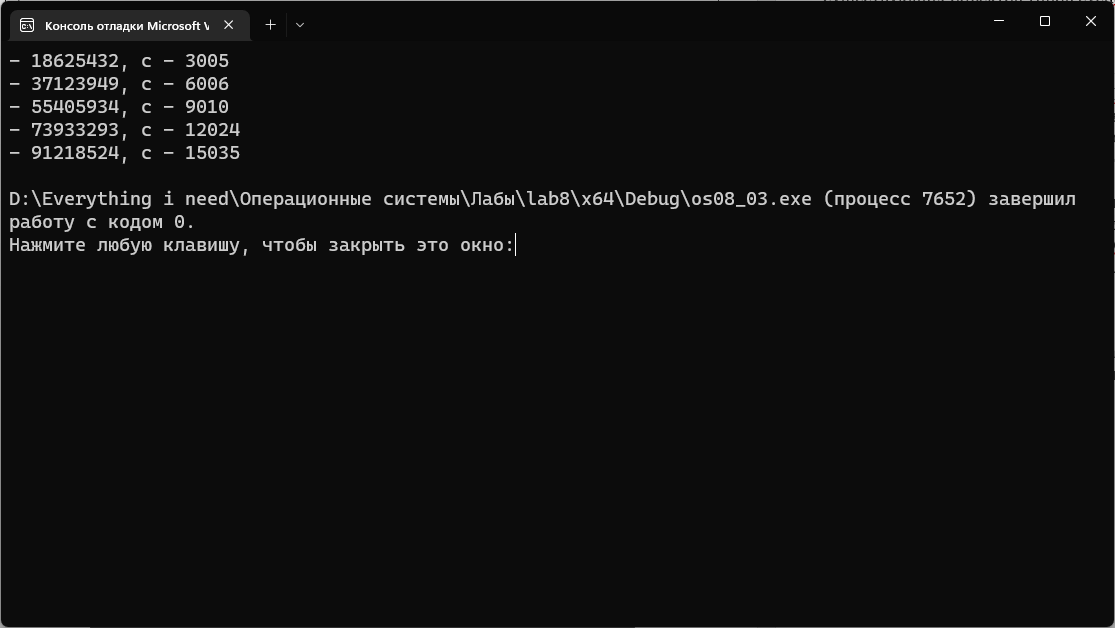 Консоль отладки Microsoft V
- 18625432, с - 3005
- 37123949, с - 6006
- 55405934, с - 9010
- 73933293, с - 12024
- 91218524, с - 15035
D:\Everything i need\Операционные системы\Лабы\lab8\x64\Debug\os08_03.exe (процесс 7652) завершил
работу с кодом 0.
Нажмите любую клавишу, чтобы закрыть это окно: